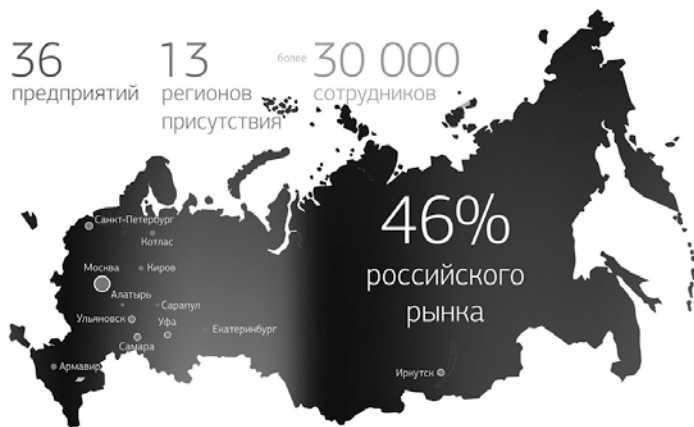 36
предприятий
13
регионов
присутствия
более
30 000
сотрудников
46%
российского
рынка
Санкт-Петербург
Котлас
Москва
Киров
Алатырь
Сарапул
Ульяновск
Уфа
Екатеринбург
Самара
Армавир
Иркутск